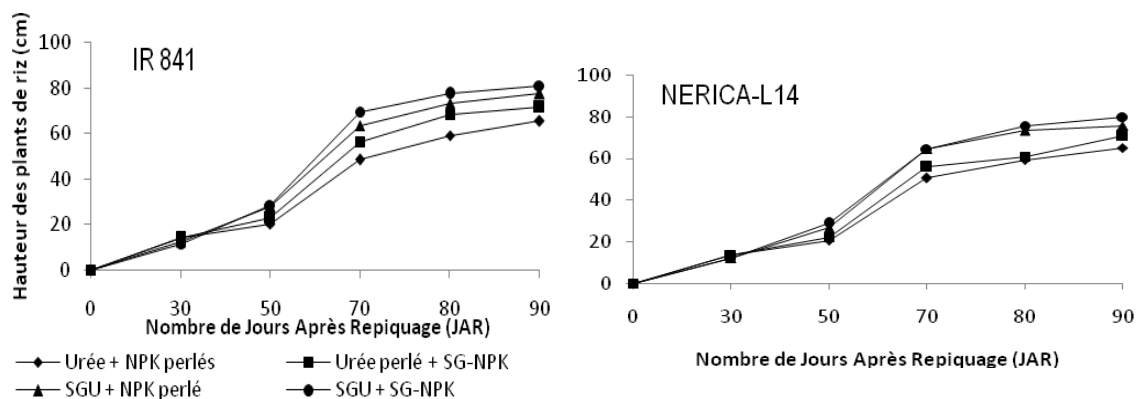 Hauteur des plants de riz (cm)
100
80
60
40
20
0
IR 841
0 30 50 70 80 90
Nombre de Jours Après Repiquage (JAR)
100
80
60
40
20
0
NERICA-L14
0 30 50 70 80 90
Nombre de Jours Après Repiquage (JAR)
Urée + NPK perlés
Urée perlé + SG-NPK
SGU + NPK perlé
SGU + SG-NPK